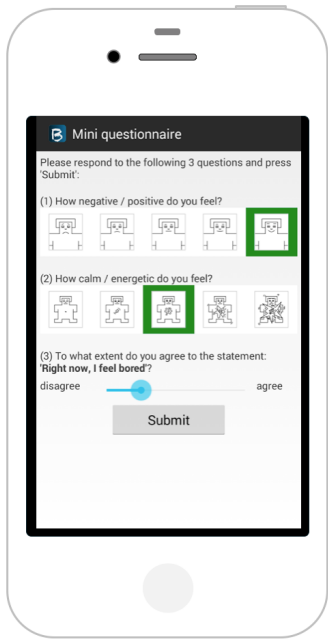 Mini questionnaire
Please respond to the following 3 questions and press
'Submit':
(1) How negative / positive do you feel?
(2) How calm / energetic do you feel?
(3) To what extent do you agree to the statement:
'Right now, I feel bored'?
disagree agree
Submit